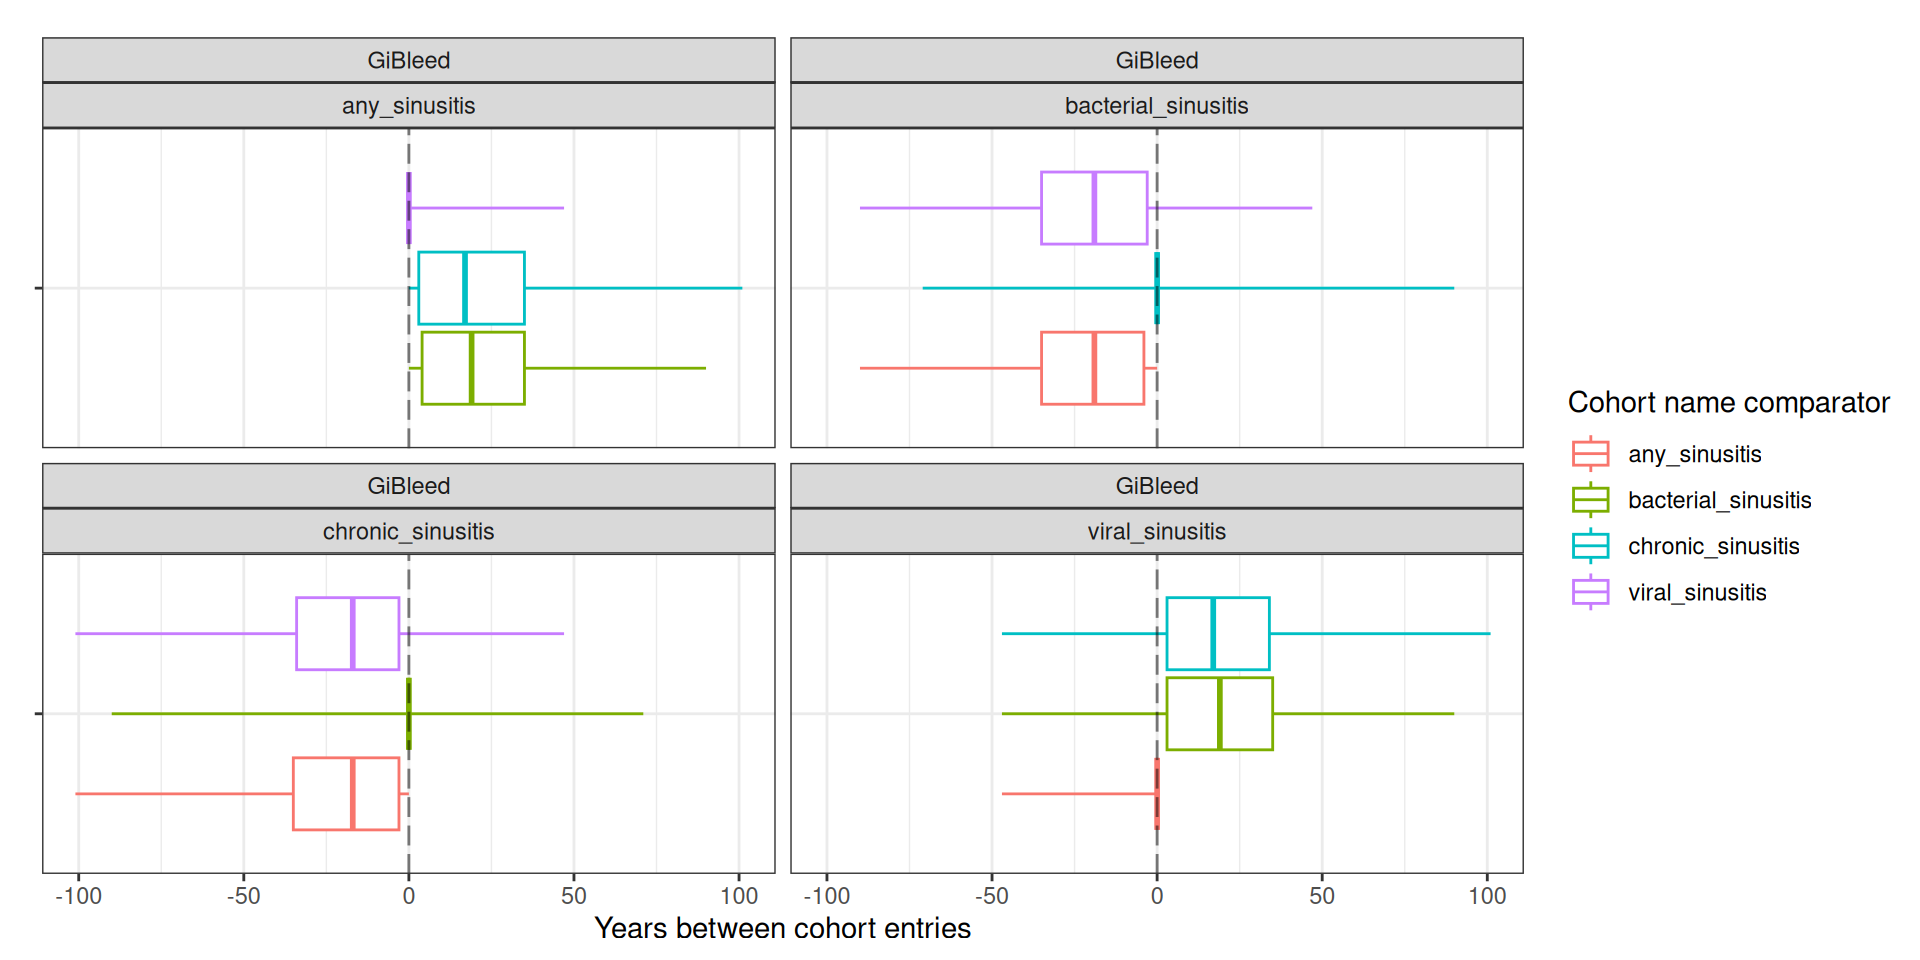 GiBleed
any_sinusitis
GiBleed
bacterial_sinusitis
GiBleed
chronic_sinusitis
GiBleed
viral_sinusitis
-100 -50 0 50 100
-100 -50 0 50 100
Years between cohort entries
Cohort name comparator
any_sinusitis
bacterial_sinusitis
chronic_sinusitis
viral_sinusitis